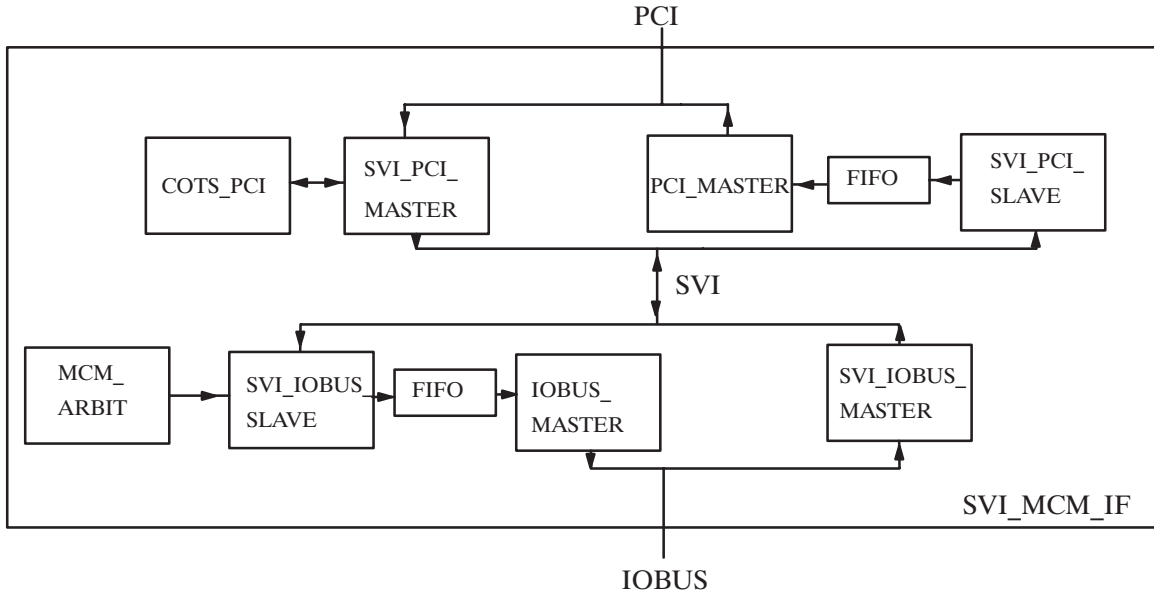 PCI
COTS_PCI
SVI_PCI_
MASTER
PCI_MASTER
FIFO
SVI_PCI_
SLAVE
SVI
MCM_
ARBIT
SVI_IOBUS_
SLAVE
FIFO
IOBUS_
MASTER
SVI_IOBUS_
MASTER
SVI_MCM_IF
IOBUS